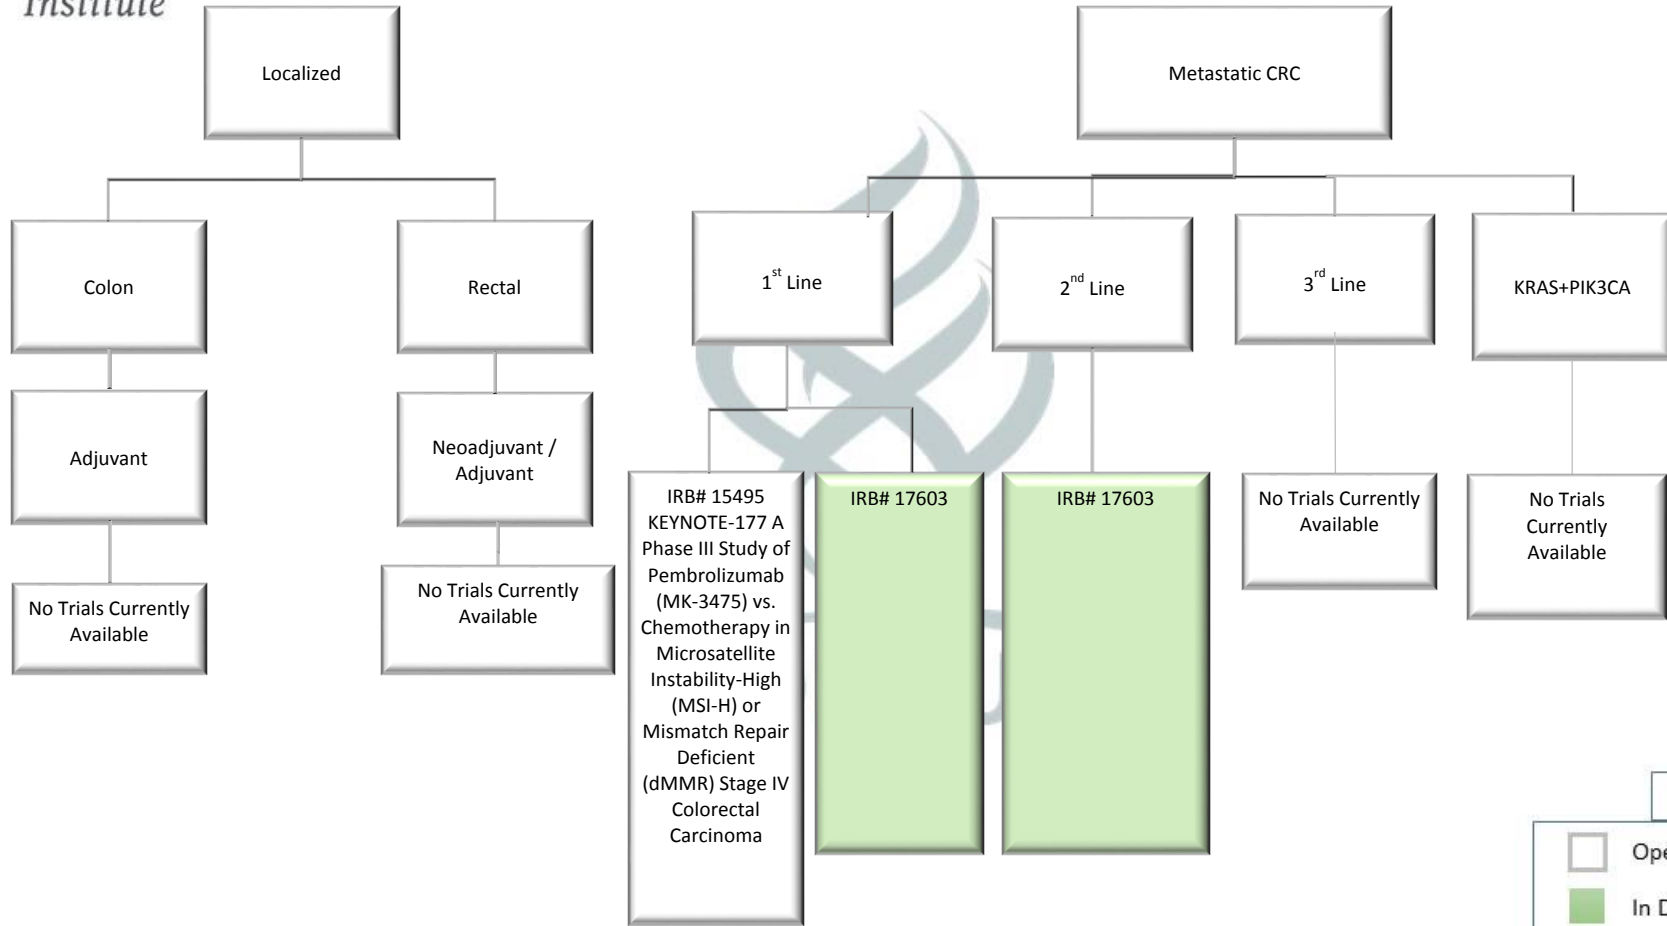 Institute
Localized
Metastatic CRC
Colon
Rectal
1st Line
2nd Line
3rd Line
KRAS+PIK3CA
Adjuvant
Neoadjuvant /
Adjuvant
No Trials Currently
Available
No Trials Currently
Available
IRB# 15495
KEYNOTE-177 A
Phase III Study of
Pembrolizumab
(MK-3475) vs.
Chemotherapy in
Microsatellite
Instability-High
(MSI-H) or
Mismatch Repair
Deficient
(dMMR) Stage IV
Colorectal
Carcinoma
IRB# 17603
IRB# 17603
No Trials Currently
Available
No Trials
Currently
Available
Ope
In D